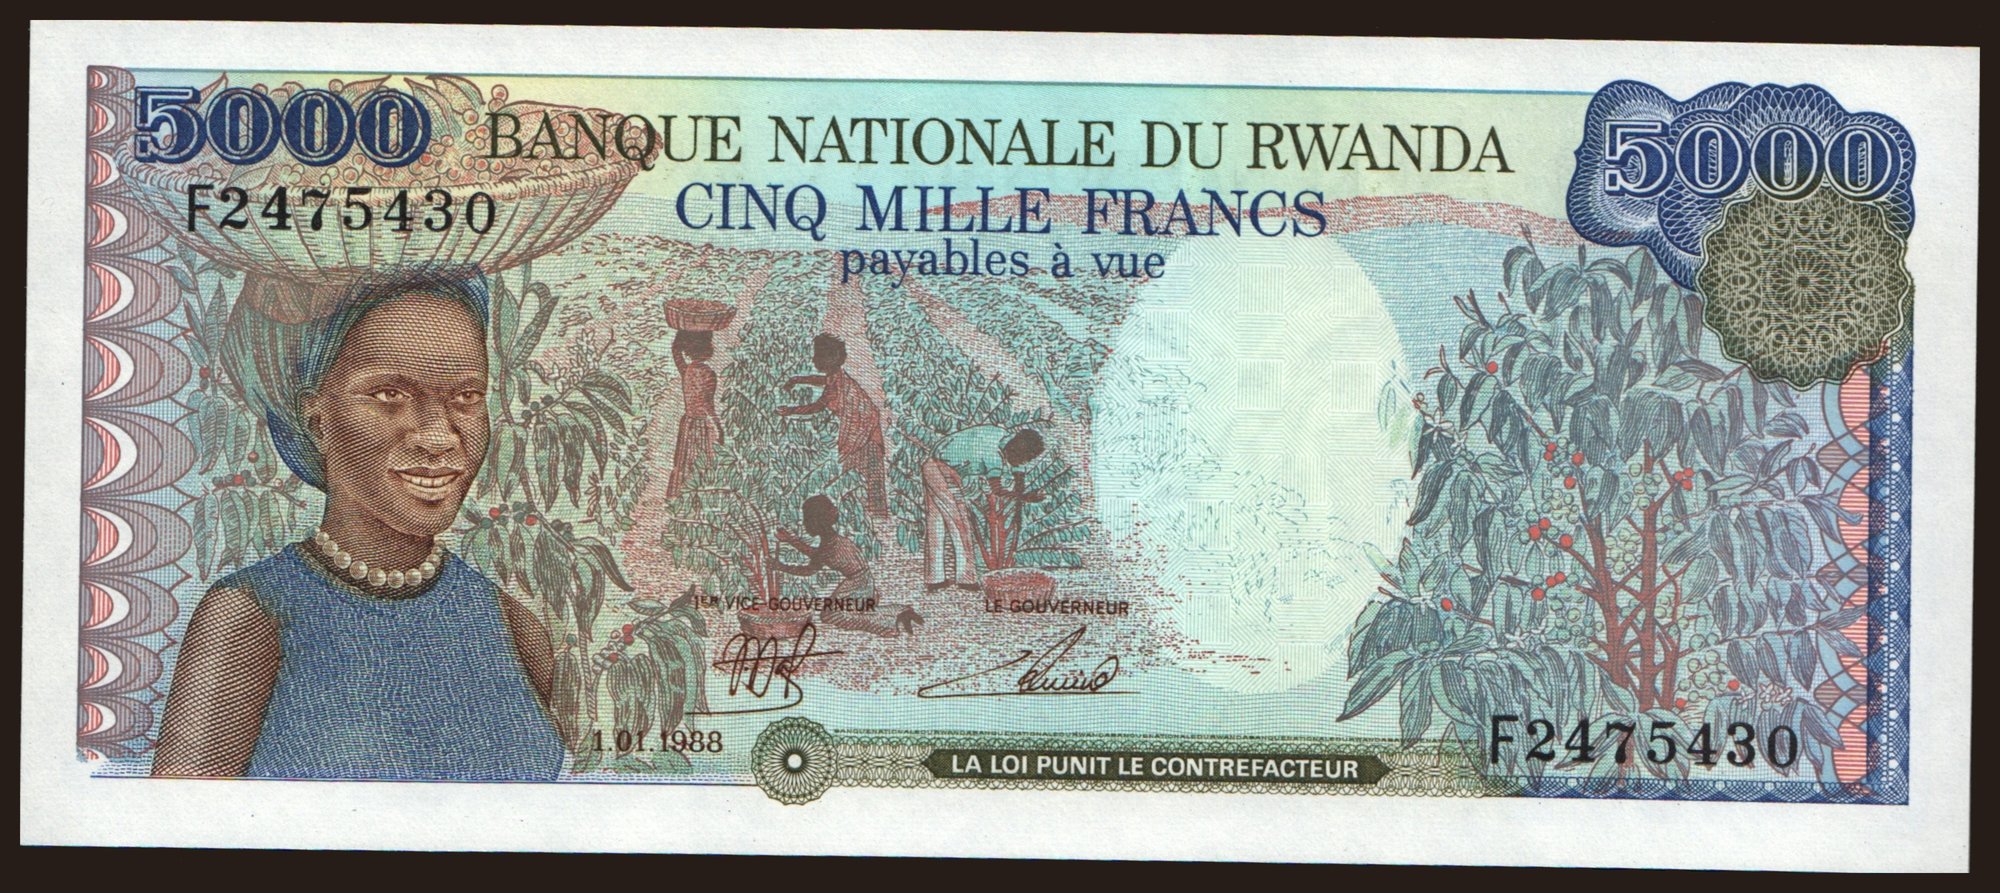 5000
BANQUE NATIONALE DU RWANDA
5000
F2475430
CINQ MILLE FRANCS
payables à vue
1ER VICE-GOUVERNEUR
LE GOUVERNEUR
1.01.1988
LA LOI PUNIT LE CONTREFACTEUR
F2475430